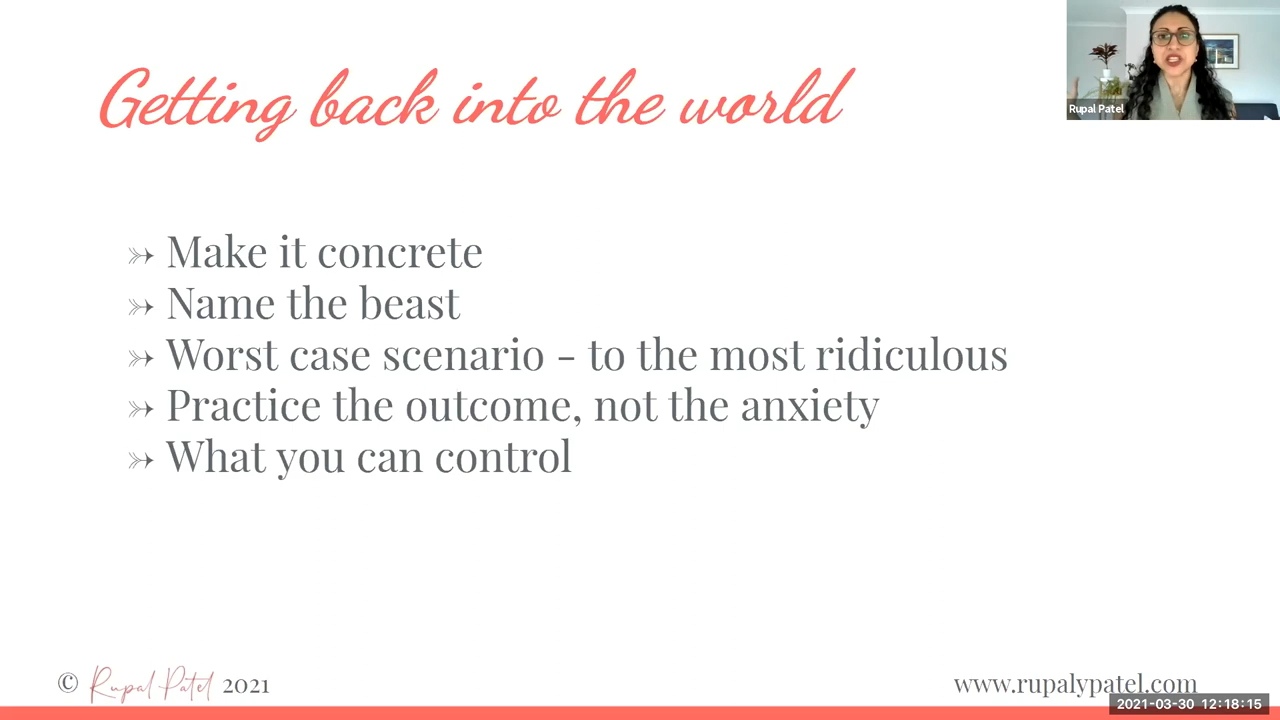 Getting back into the world
Rupal Patel
➳ Make it concrete
➳ Name the beast
➳ Worst case scenario - to the most ridiculous
➳ Practice the outcome, not the anxiety
➳ What you can control
© Rupal Patel 2021
www.rupalypatel.com
2021-03-30 12:18:15